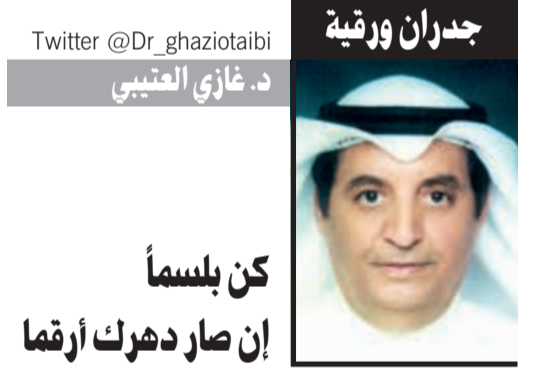 جدران ورقية
Twitter @Dr_ghaziotaibi
د. غازي العتيبي
كن بلسماً
إن صار دهرك أرقما